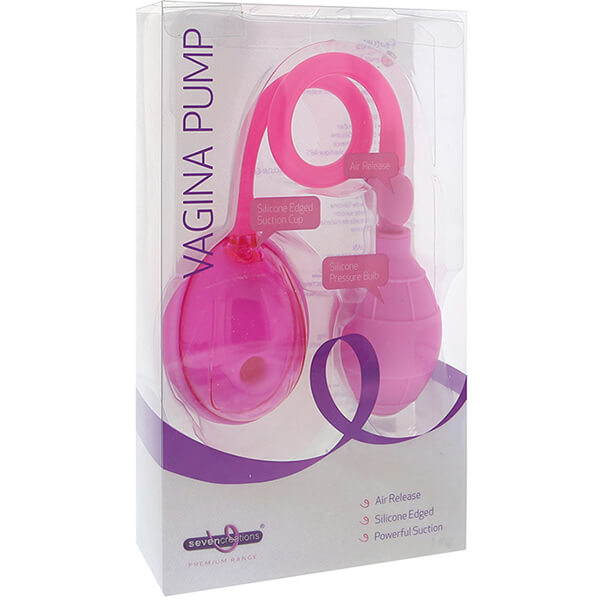 VAGINA PUMP
Air Release
Silicone Edged
Suction Cup
Silicone
Pressure Bulb
Air Release
Silicone Edged
Powerful Suction
sevencreations®
PREMIUM RANGE